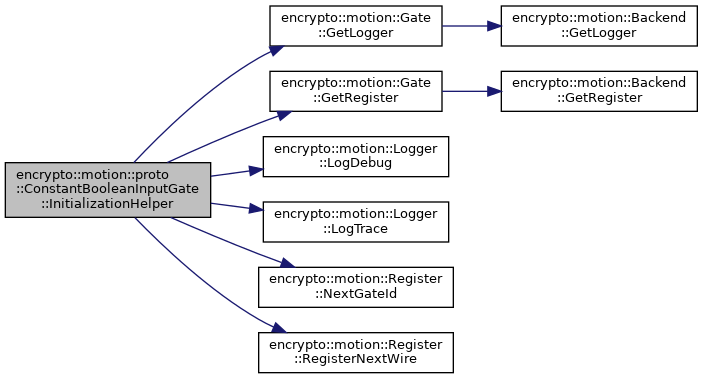 encrypto::motion::Gate
::GetLogger
encrypto::motion::Backend
::GetLogger
encrypto::motion::Gate
::GetRegister
encrypto::motion::Backend
::GetRegister
encrypto::motion::Logger
::LogDebug
encrypto::motion::proto
::ConstantBooleanInputGate
::InitializationHelper
encrypto::motion::Logger
::LogTrace
encrypto::motion::Register
::NextGateId
encrypto::motion::Register
::RegisterNextWire